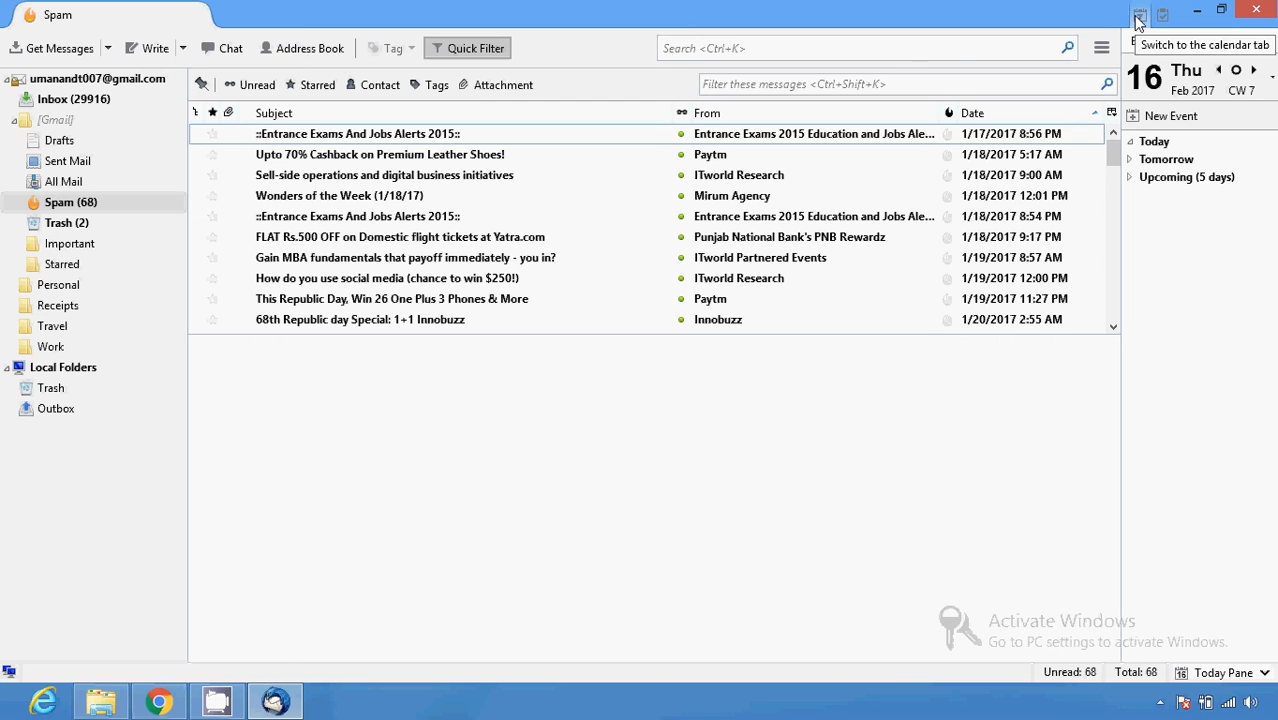 Spam
Switch to the calendar tab
Get Messages Write Chat Address Book Tag Quick Filter Search <Ctrl+K>
umanandt007@gmail.com
Inbox (29916)
[Gmail]
Drafts
Sent Mail
All Mail
Spam (68)
Trash (2)
Important
Starred
Personal
Receipts
Travel
Work
Local Folders
Trash
Outbox
Unread Starred Contact Tags Attachment Filter these messages <Ctrl+Shift+K>
Subject From Date
::Entrance Exams And Jobs Alerts 2015:: Entrance Exams 2015 Education and Jobs Ale... 1/17/2017 8:56 PM
Upto 70% Cashback on Premium Leather Shoes! Paytm 1/18/2017 5:17 AM
Sell-side operations and digital business initiatives ITworld Research 1/18/2017 9:00 AM
Wonders of the Week (1/18/17) Mirum Agency 1/18/2017 12:01 PM
::Entrance Exams And Jobs Alerts 2015:: Entrance Exams 2015 Education and Jobs Ale... 1/18/2017 8:54 PM
FLAT Rs.500 OFF on Domestic flight tickets at Yatra.com Punjab National Bank's PNB Rewardz 1/18/2017 9:17 PM
Gain MBA fundamentals that payoff immediately - you in? ITworld Partnered Events 1/19/2017 8:57 AM
How do you use social media (chance to win $250!) ITworld Research 1/19/2017 12:00 PM
This Republic Day, Win 26 One Plus 3 Phones & More Paytm 1/19/2017 11:27 PM
68th Republic day Special: 1+1 Innobuzz Innobuzz 1/20/2017 2:55 AM
16 Thu
Feb 2017 CW 7
New Event
Today
Tomorrow
Upcoming (5 days)
Activate Windows
Go to PC settings to activate Windows.
Unread: 68 Total: 68 16 Today Pane